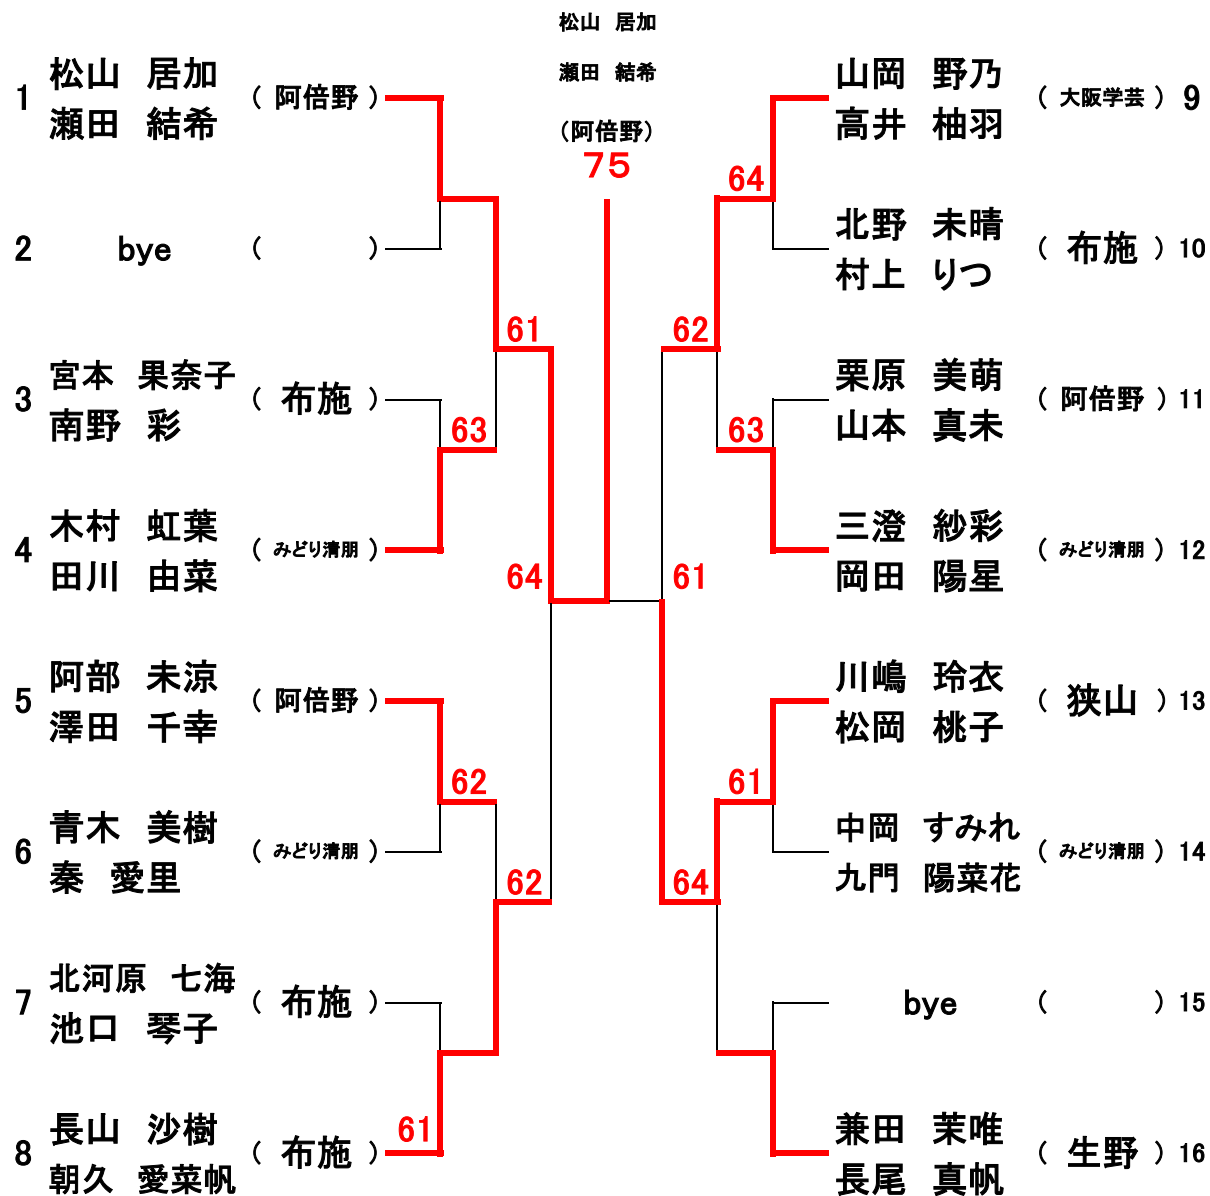 松山　居加
瀬田　結希
(阿倍野)
75
1 松山　居加
瀬田　結希
( 阿倍野 )
2 bye ( )
3 宮本　果奈子
南野　彩
( 布施 )
4 木村　虹葉
田川　由菜
( みどり清朋 )
5 阿部　未涼
澤田　千幸
( 阿倍野 )
6 青木　美樹
秦　愛里
( みどり清朋 )
7 北河原　七海
池口　琴子
( 布施 )
8 長山　沙樹
朝久　愛菜帆
( 布施 )
61
63
64
62
62
61
山岡　野乃
高井　柚羽
( 大阪学芸 ) 9
北野　未晴
村上　りつ
( 布施 ) 10
栗原　美萌
山本　真未
( 阿倍野 ) 11
三澄　紗彩
岡田　陽星
( みどり清朋 ) 12
川嶋　玲衣
松岡　桃子
( 狭山 ) 13
中岡　すみれ
九門　陽菜花
( みどり清朋 ) 14
bye ( ) 15
兼田　茉唯
長尾　真帆
( 生野 ) 16
64
62
63
61
61
64